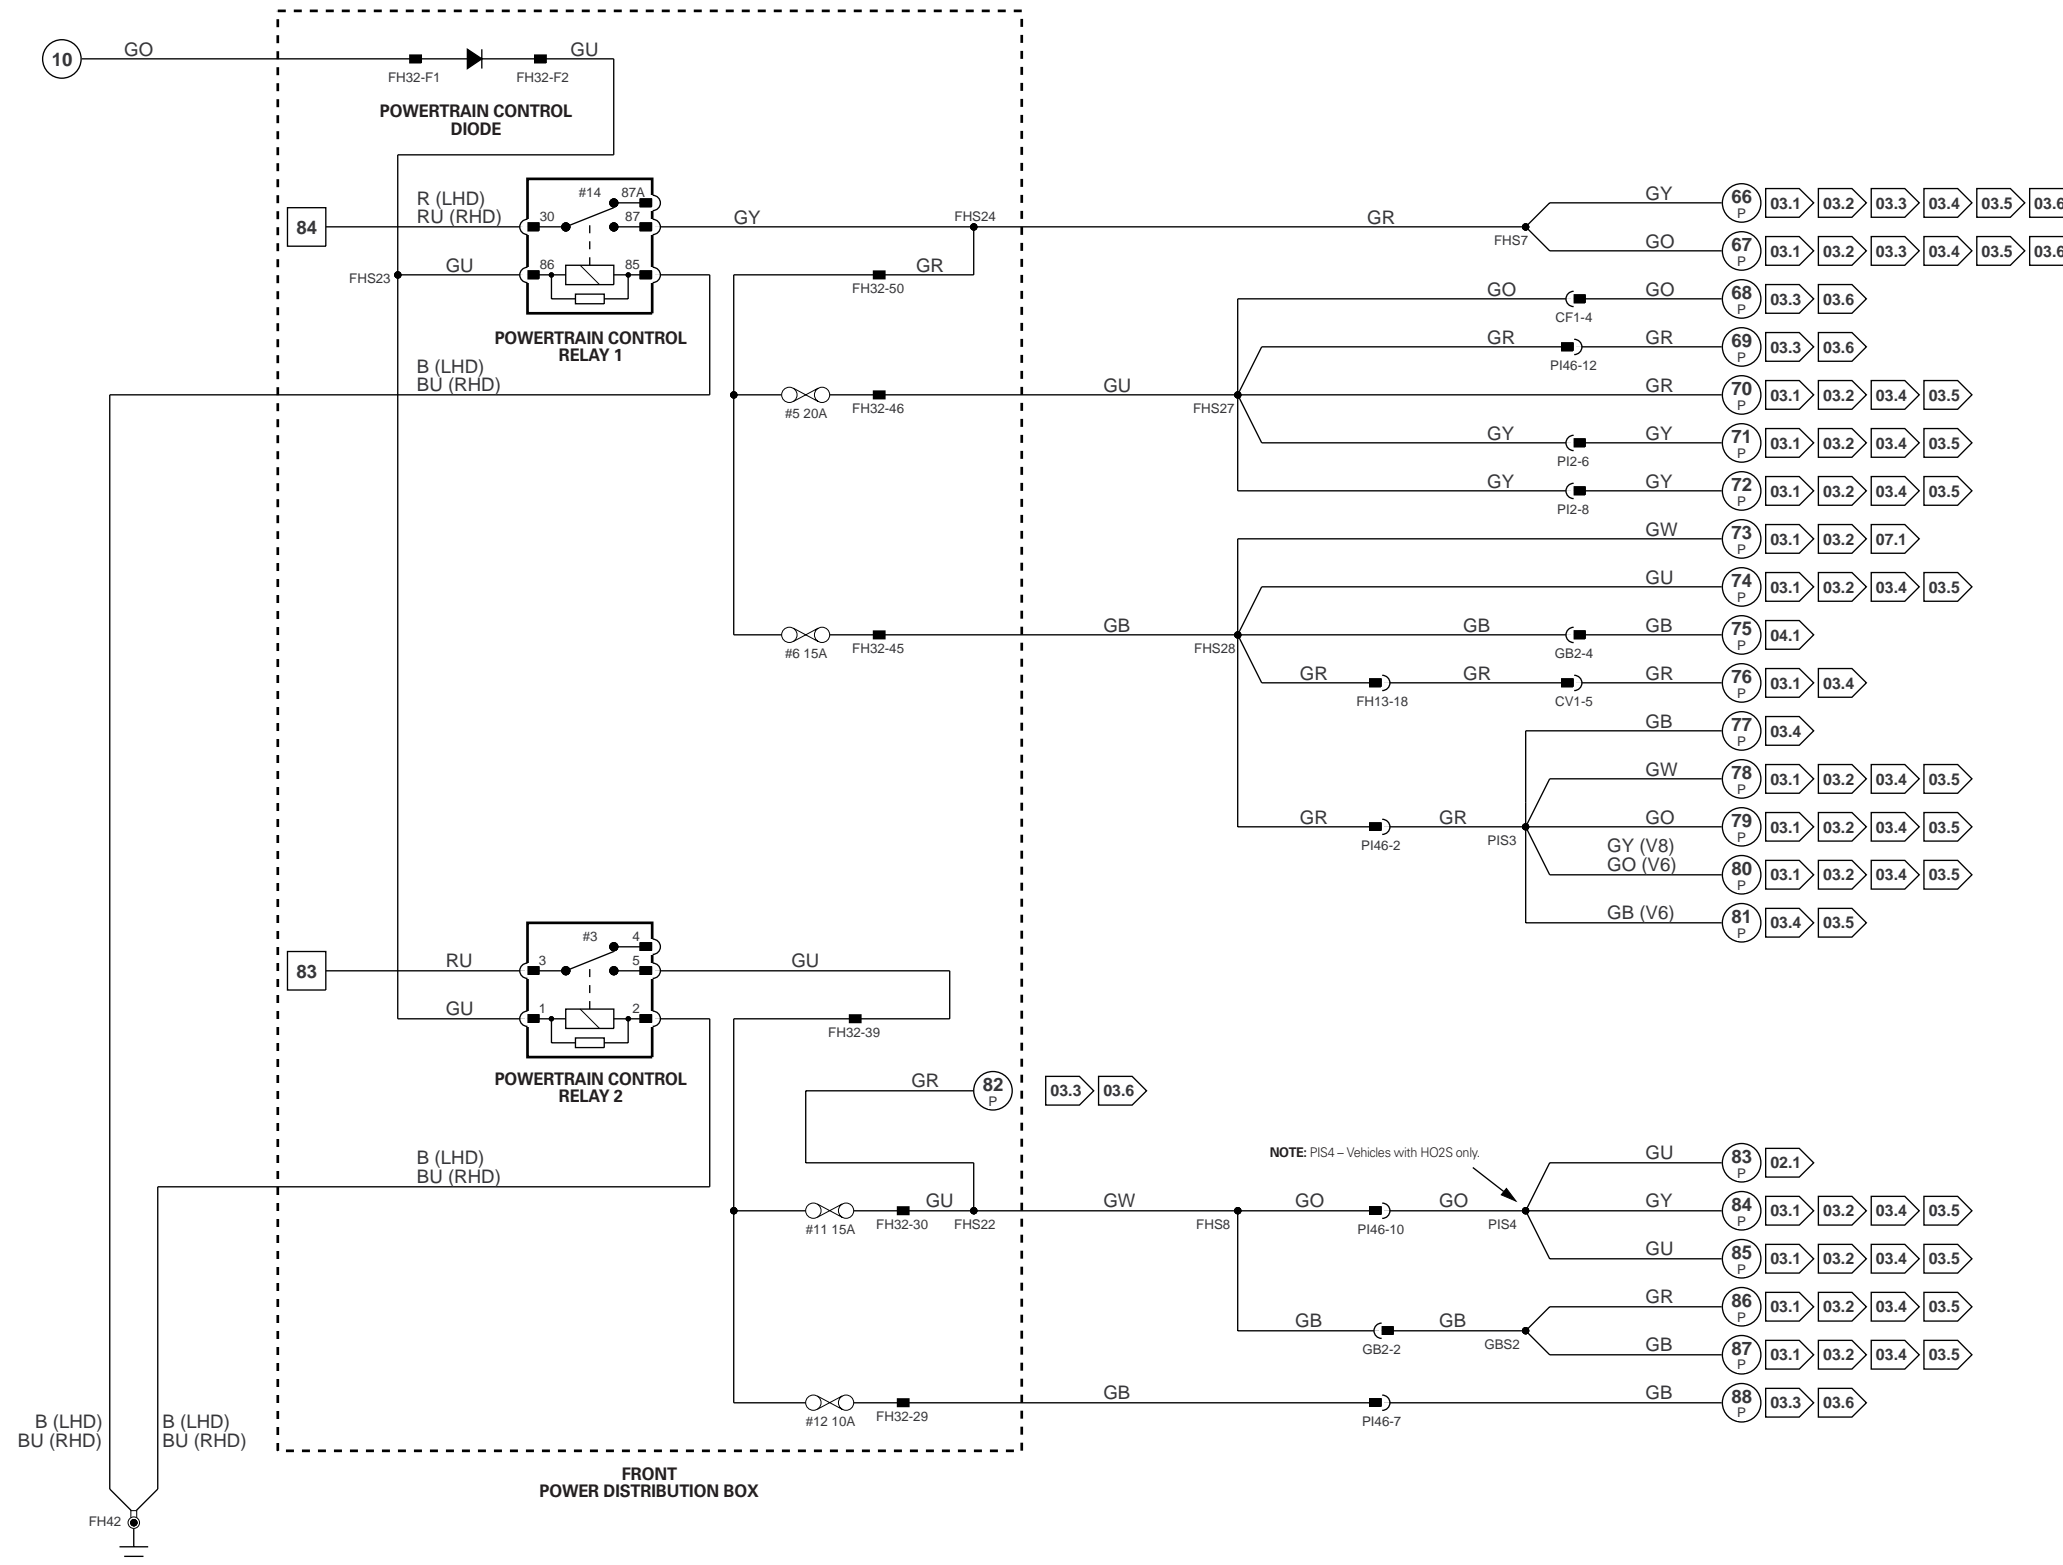 10 GO GU
FH32-F1 FH32-F2
POWERTRAIN CONTROL
DIODE
R (LHD)
RU (RHD)
84
#14 87A
30 87
GY FHS24 GR FHS7
GY 66 P 03.1 03.2 03.3 03.4 03.5 03.6
GO 67 P 03.1 03.2 03.3 03.4 03.5 03.6
FHS23 GU 86 85
GR
FH32-50
POWERTRAIN CONTROL
RELAY 1
GO CF1-4 GO 68 P 03.3 03.6
GR PI46-12 GR 69 P 03.3 03.6
B (LHD)
BU (RHD)
#5 20A FH32-46 GU FHS27
GR 70 P 03.1 03.2 03.4 03.5
GY PI2-6 GY 71 P 03.1 03.2 03.4 03.5
GY PI2-8 GY 72 P 03.1 03.2 03.4 03.5
GW 73 P 03.1 03.2 07.1
GU 74 P 03.1 03.2 03.4 03.5
#6 15A FH32-45 GB FHS28
GB GB2-4 GB 75 P 04.1
GR FH13-18 GR CV1-5 GR 76 P 03.1 03.4
GB 77 P 03.4
GW 78 P 03.1 03.2 03.4 03.5
GR PI46-2 GR PIS3 GO 79 P 03.1 03.2 03.4 03.5
GY (V8)
GO (V6) 80 P 03.1 03.2 03.4 03.5
GB (V6) 81 P 03.4 03.5
83 RU
#3 4
3 5
GU
GU 1 2
FH32-39
POWERTRAIN CONTROL
RELAY 2
GR 82 P 03.3 03.6
B (LHD)
BU (RHD)
NOTE: PIS4 – Vehicles with HO2S only.
GU 83 P 02.1
#11 15A FH32-30 GU FHS22 GW FHS8 GO PI46-10 GO PIS4
GY 84 P 03.1 03.2 03.4 03.5
GU 85 P 03.1 03.2 03.4 03.5
GR 86 P 03.1 03.2 03.4 03.5
GB GB2-2 GB GBS2
GB 87 P 03.1 03.2 03.4 03.5
#12 10A FH32-29 GB PI46-7 GB 88 P 03.3 03.6
B (LHD) B (LHD)
BU (RHD) BU (RHD)
FRONT
POWER DISTRIBUTION BOX
FH42